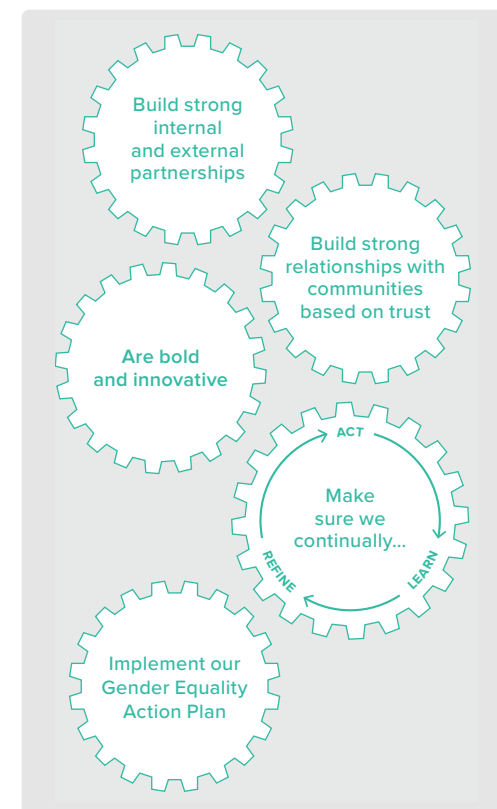 Build strong
internal
and external
partnerships
Build strong
relationships with
communities
based on trust
Are bold
and innovative
ACT
Make
sure we
continually...
LEARN
REFINE
Implement our
Gender Equality
Action Plan